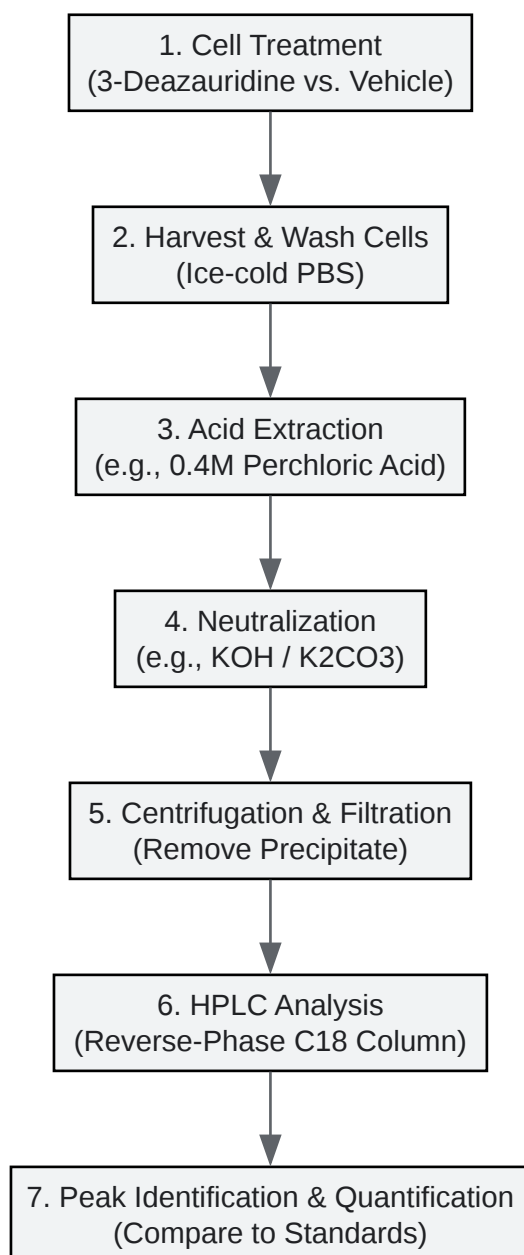 1. Cell Treatment
(3-Deazauridine vs. Vehicle)
2. Harvest & Wash Cells
(Ice-cold PBS)
3. Acid Extraction
(e.g., 0.4M Perchloric Acid)
4. Neutralization
(e.g., KOH / K2CO3)
5. Centrifugation & Filtration
(Remove Precipitate)
6. HPLC Analysis
(Reverse-Phase C18 Column)
7. Peak Identification & Quantification
(Compare to Standards)